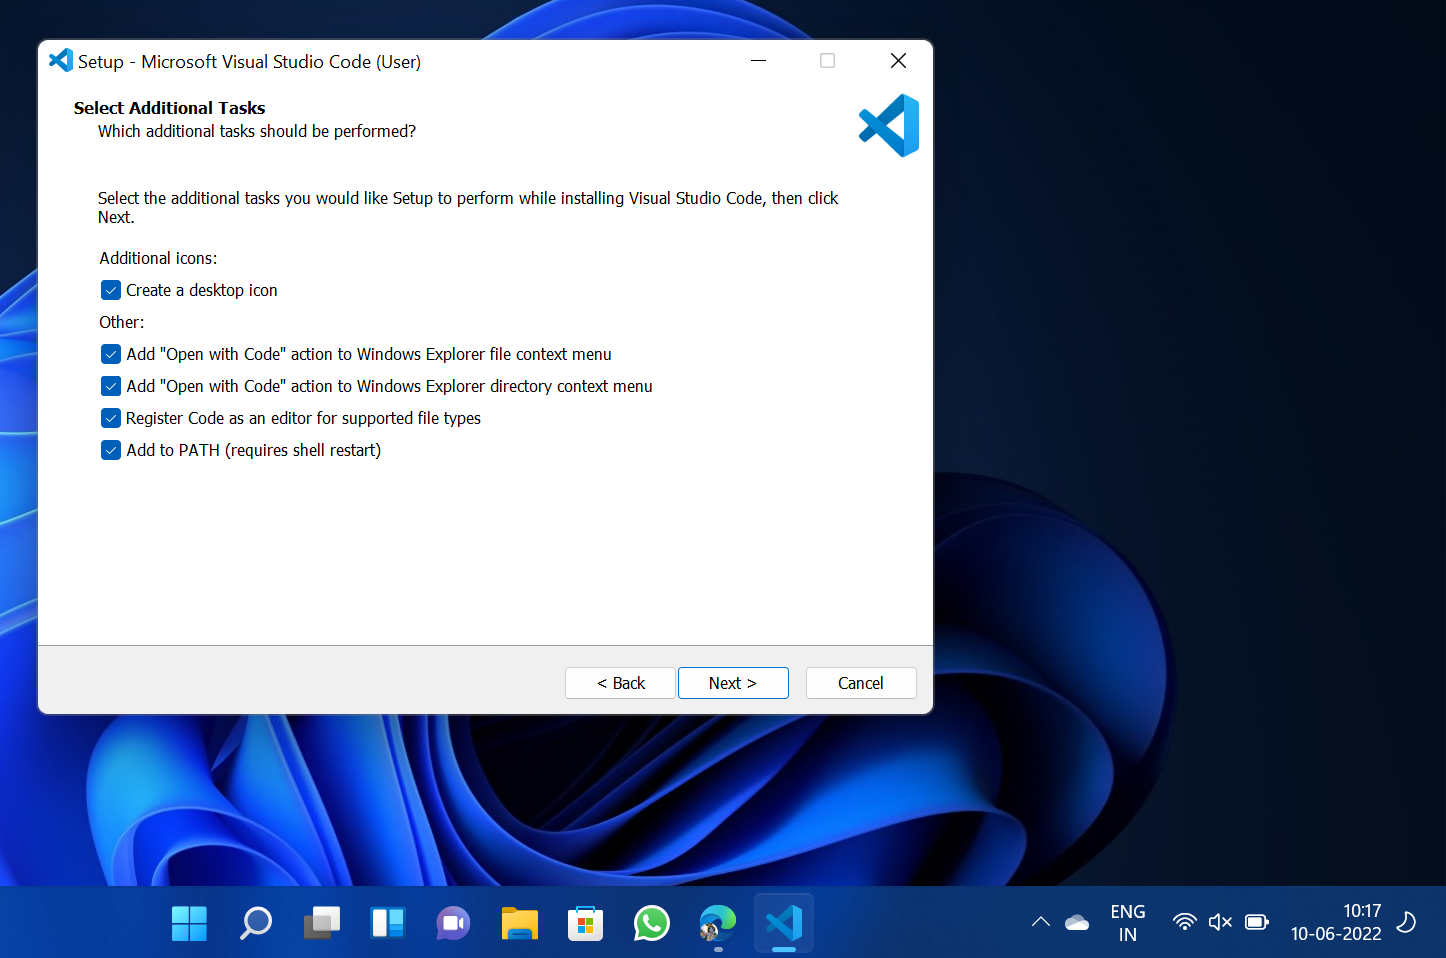 Setup - Microsoft Visual Studio Code (User)
Select Additional Tasks
Which additional tasks should be performed?
Select the additional tasks you would like Setup to perform while installing Visual Studio Code, then click
Next.
Additional icons:
Create a desktop icon
Other:
Add "Open with Code" action to Windows Explorer file context menu
Add "Open with Code" action to Windows Explorer directory context menu
Register Code as an editor for supported file types
Add to PATH (requires shell restart)
< Back
Next >
Cancel
ENG
IN
10:17
10-06-2022